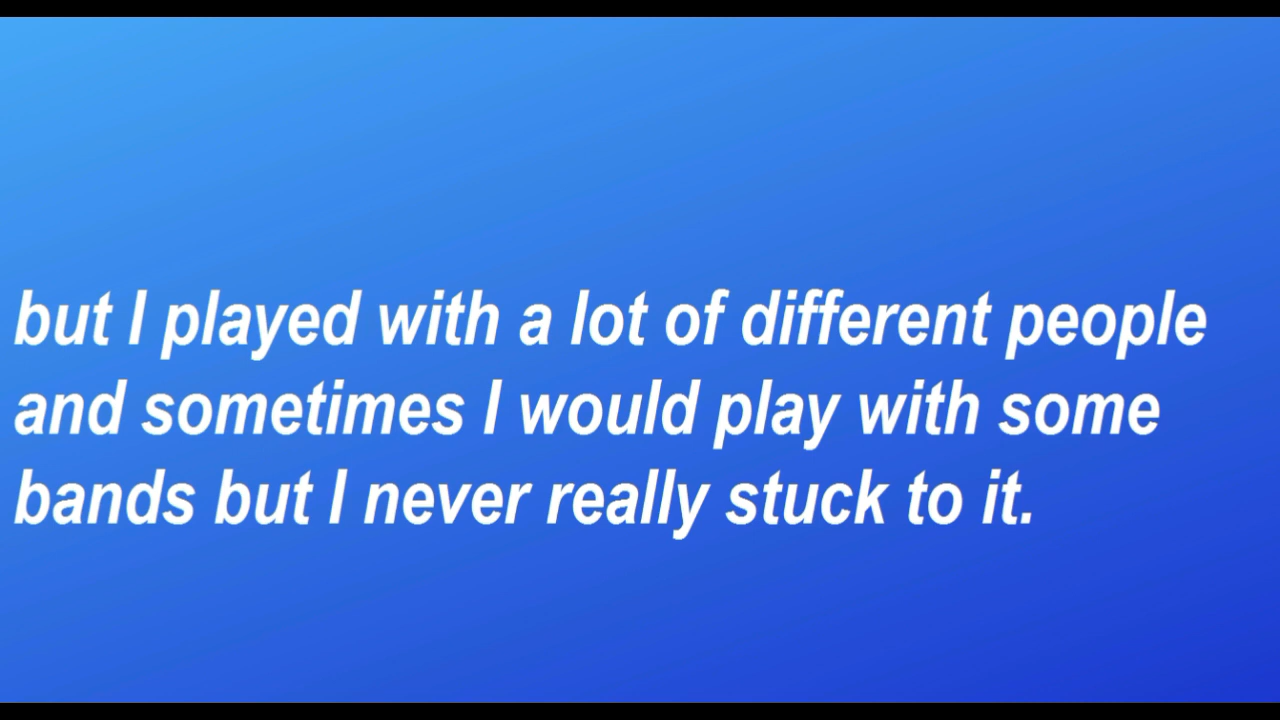 but I played with a lot of different people
and sometimes I would play with some
bands but I never really stuck to it.